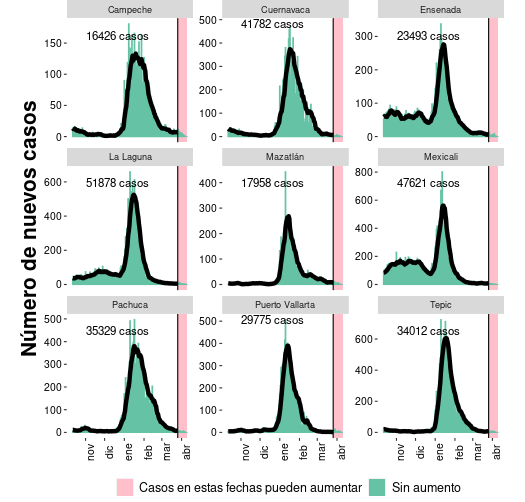 Campeche
Cuernavaca
Ensenada
16426 casos
41782 casos
23493 casos
150
100
50
0
500
400
300
200
100
0
300
200
100
0
La Laguna
Mazatlán
Mexicali
51878 casos
17958 casos
47621 casos
600
400
200
0
400
300
200
100
0
800
600
400
200
0
Pachuca
Puerto Vallarta
Tepic
35329 casos
29775 casos
34012 casos
500
400
300
200
100
0
500
400
300
200
100
0
600
400
200
0
nov dic ene feb mar abr
nov dic ene feb mar abr
nov dic ene feb mar abr
Número de nuevos casos
Casos en estas fechas pueden aumentar
Sin aumento